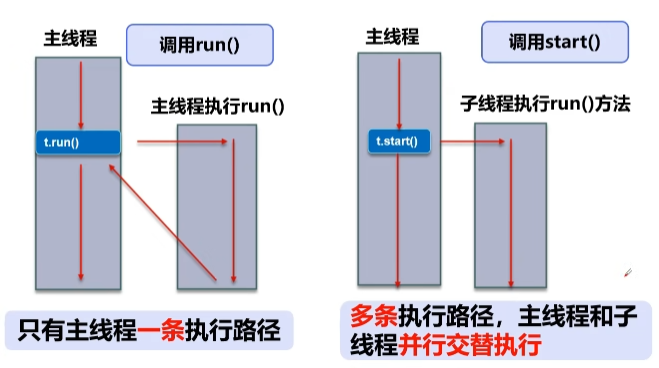 主线程
调用run()
主线程执行run()
t.run()
只有主线程一条执行路径
主线程
调用start()
子线程执行run()方法
t.start()
多条执行路径，主线程和子
线程并行交替执行